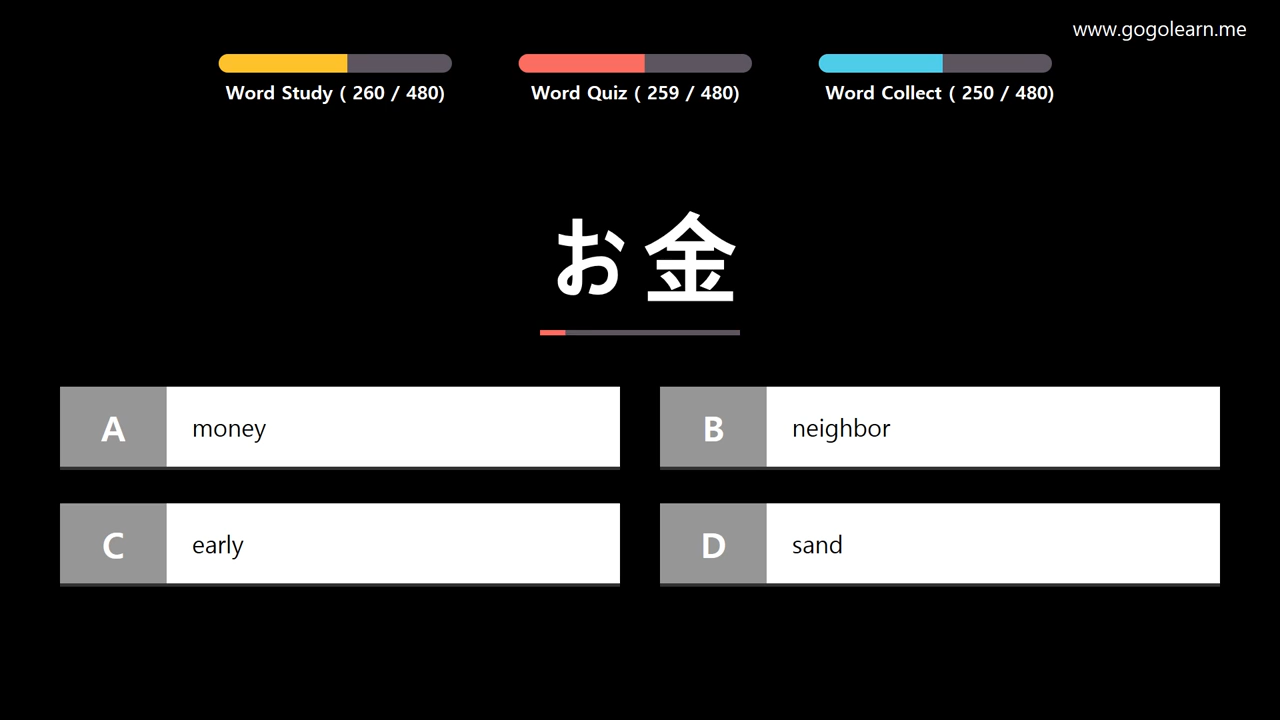 www.gogolearn.me
Word Study ( 260 / 480)
Word Quiz ( 259 / 480)
Word Collect ( 250 / 480)
お金
A money
B neighbor
C early
D sand